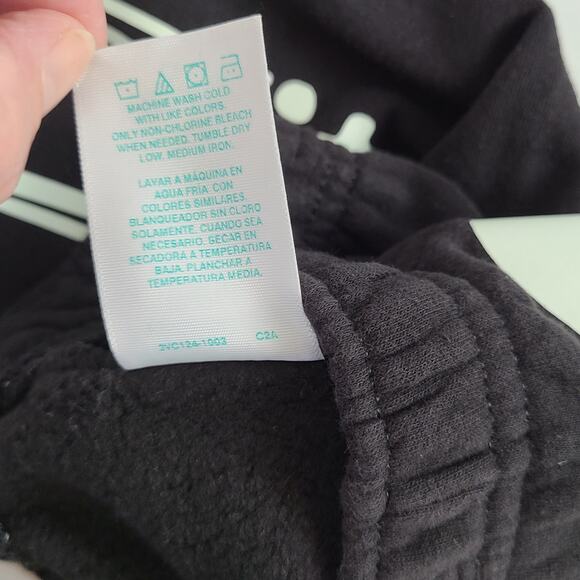 MACHINE WASH COLD
WITH LIKE COLORS.
ONLY NON-CHLORINE BLEACH
WHEN NEEDED. TUMBLE DRY
LOW. MEDIUM IRON.
LAVAR A MÁQUINA EN
AGUA FRÍA. CON
COLORES SIMILARES.
BLANQUEADOR SIN CLORO
SOLAMENTE. CUANDO SEA
NECESARIO. SECAR EN
SECADORA A TEMPERATURA
BAJA. PLANCHAR A
TEMPERATURA MEDIA.
2VC124-1003 C2A